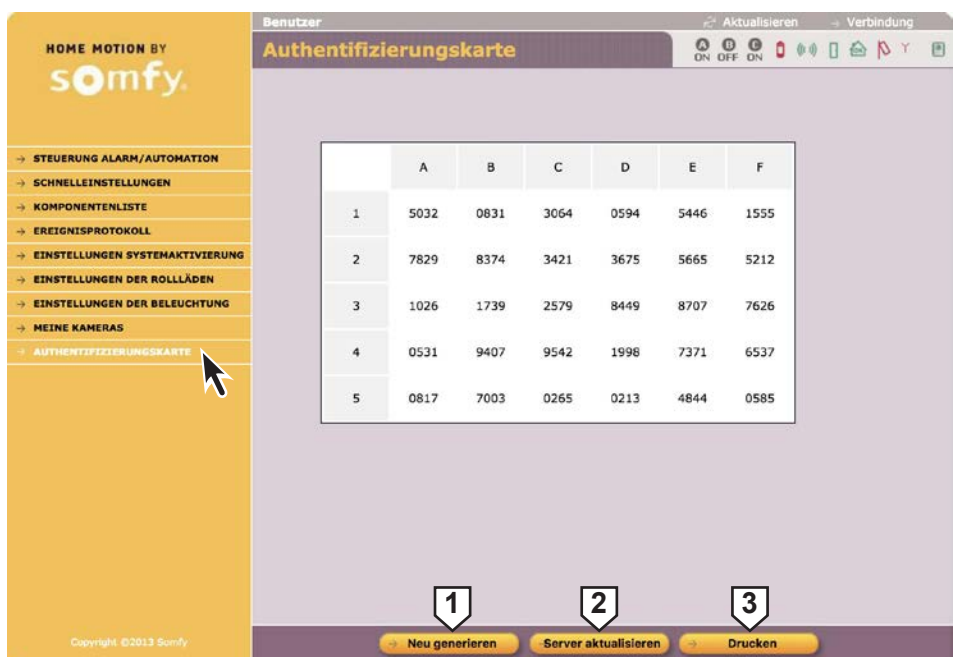 Benutzer
Aktualisieren
Verbindung
HOME MOTION BY
somfy.
Authentifizierungskarte
A B C
ON OFF ON
STEUERUNG ALARM/AUTOMATION
SCHNELLEINSTELLUNGEN
KOMPONENTENLISTE
EREIGNISPROTOKOLL
EINSTELLUNGEN SYSTEMAKTIVIERUNG
EINSTELLUNGEN DER ROLLLÄDEN
EINSTELLUNGEN DER BELEUCHTUNG
MEINE KAMERAS
AUTHENTIFIZIERUNGSKARTE
A B C D E F
1 5032 0831 3064 0594 5446 1555
2 7829 8374 3421 3675 5665 5212
3 1026 1739 2579 8449 8707 7626
4 0531 9407 9542 1998 7371 6537
5 0817 7003 0265 0213 4844 0585
1 2 3
Neu generieren
Server aktualisieren
Drucken
Copyright ©2013 Somfy